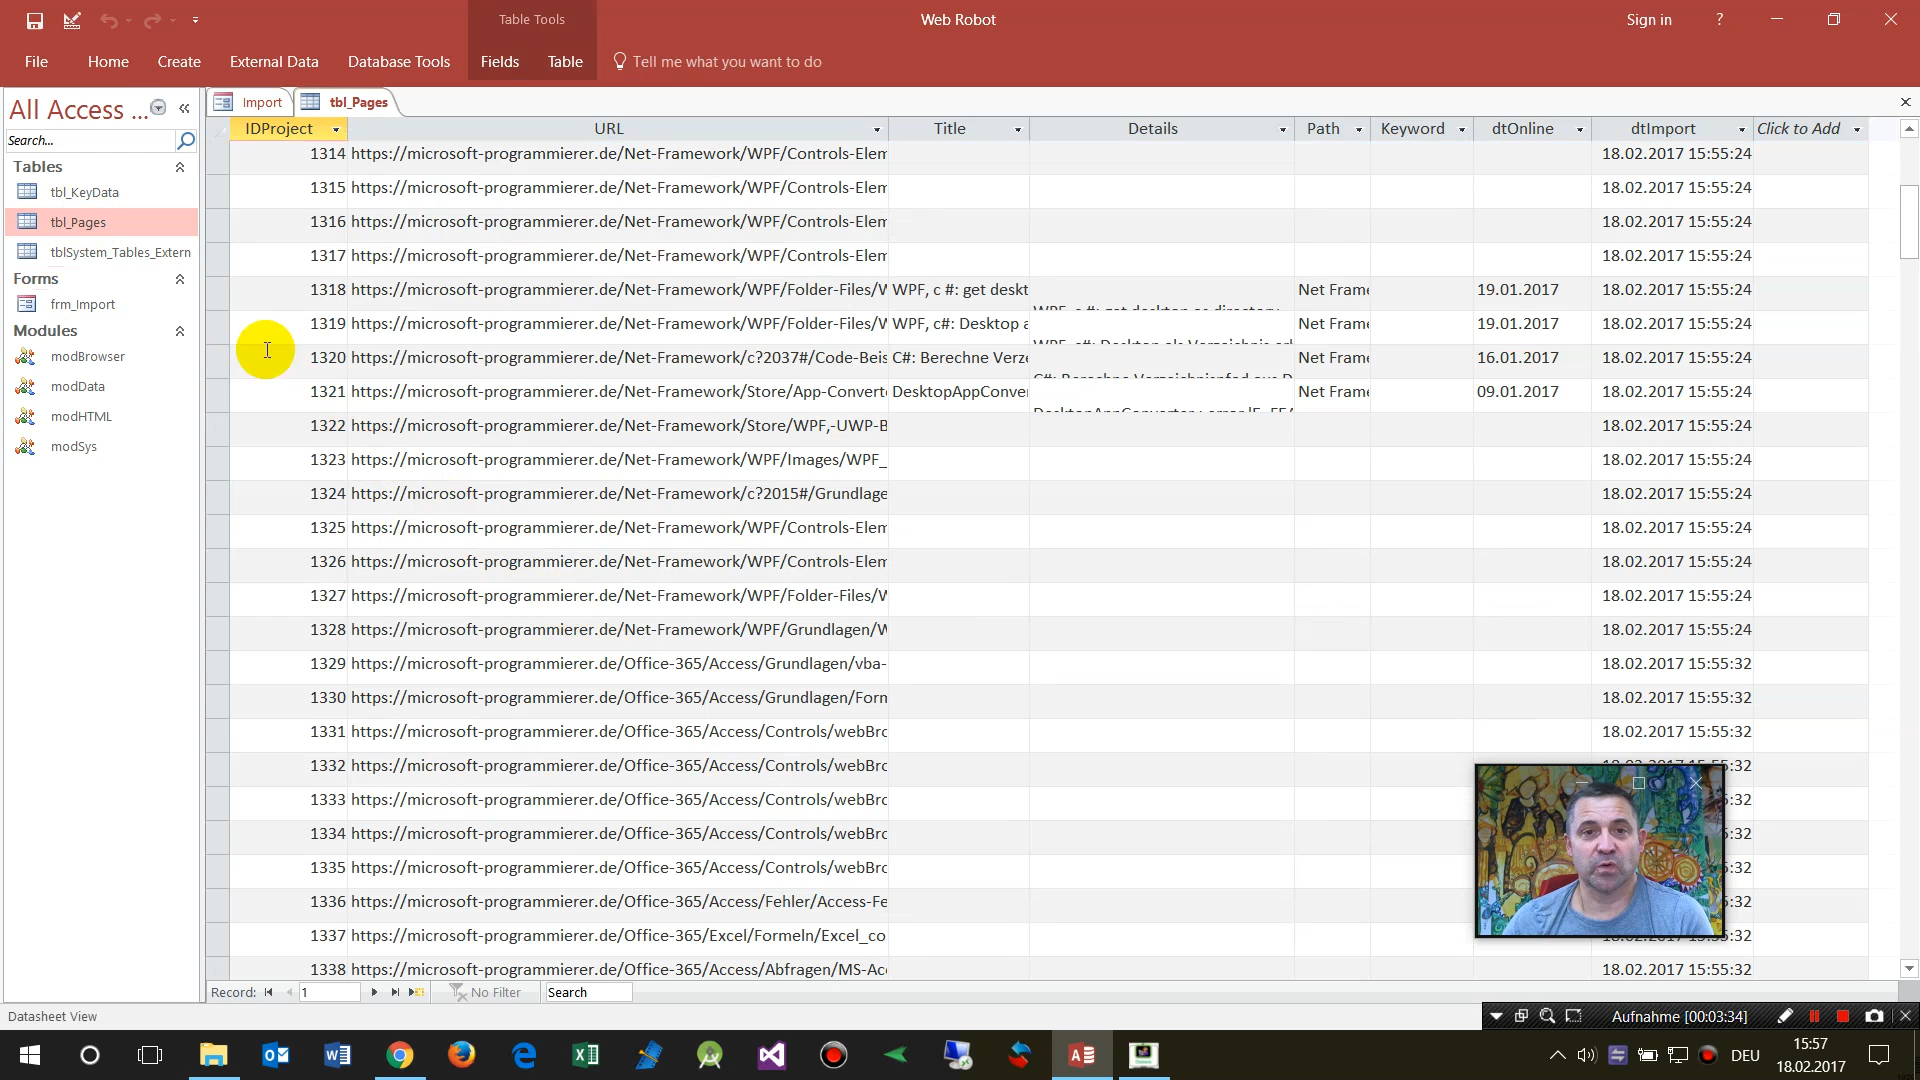 Table Tools
Web Robot
Sign in
?
File
Home
Create
External Data
Database Tools
Fields
Table
Tell me what you want to do
All Access ...
Search...
Tables
tbl_KeyData
tbl_Pages
tblSystem_Tables_Extern
Forms
frm_Import
Modules
modBrowser
modData
modHTML
modSys
Import
tbl_Pages
IDProject URL Title Details Path Keyword dtOnline dtImport Click to Add
1314 https://microsoft-programmierer.de/Net-Framework/WPF/Controls-Elem 18.02.2017 15:55:24
1315 https://microsoft-programmierer.de/Net-Framework/WPF/Controls-Elem 18.02.2017 15:55:24
1316 https://microsoft-programmierer.de/Net-Framework/WPF/Controls-Elem 18.02.2017 15:55:24
1317 https://microsoft-programmierer.de/Net-Framework/WPF/Controls-Elem 18.02.2017 15:55:24
1318 https://microsoft-programmierer.de/Net-Framework/WPF/Folder-Files/W WPF, c #: get deskt Net Frame 19.01.2017 18.02.2017 15:55:24
1319 https://microsoft-programmierer.de/Net-Framework/WPF/Folder-Files/W WPF, c#: Desktop a Net Frame 19.01.2017 18.02.2017 15:55:24
1320 https://microsoft-programmierer.de/Net-Framework/c?2037#/Code-Beis C#: Berechne Verze Net Frame 16.01.2017 18.02.2017 15:55:24
1321 https://microsoft-programmierer.de/Net-Framework/Store/App-Converte DesktopAppConver Net Frame 09.01.2017 18.02.2017 15:55:24
1322 https://microsoft-programmierer.de/Net-Framework/Store/WPF,-UWP-B 18.02.2017 15:55:24
1323 https://microsoft-programmierer.de/Net-Framework/WPF/Images/WPF_ 18.02.2017 15:55:24
1324 https://microsoft-programmierer.de/Net-Framework/c?2015#/Grundlage 18.02.2017 15:55:24
1325 https://microsoft-programmierer.de/Net-Framework/WPF/Controls-Elem 18.02.2017 15:55:24
1326 https://microsoft-programmierer.de/Net-Framework/WPF/Controls-Elem 18.02.2017 15:55:24
1327 https://microsoft-programmierer.de/Net-Framework/WPF/Folder-Files/W 18.02.2017 15:55:24
1328 https://microsoft-programmierer.de/Net-Framework/WPF/Grundlagen/W 18.02.2017 15:55:24
1329 https://microsoft-programmierer.de/Office-365/Access/Grundlagen/vba- 18.02.2017 15:55:32
1330 https://microsoft-programmierer.de/Office-365/Access/Grundlagen/Form 18.02.2017 15:55:32
1331 https://microsoft-programmierer.de/Office-365/Access/Controls/webBro 18.02.2017 15:55:32
1332 https://microsoft-programmierer.de/Office-365/Access/Controls/webBro 5:32
1333 https://microsoft-programmierer.de/Office-365/Access/Controls/webBro 5:32
1334 https://microsoft-programmierer.de/Office-365/Access/Controls/webBro 5:32
1335 https://microsoft-programmierer.de/Office-365/Access/Controls/webBro 5:32
1336 https://microsoft-programmierer.de/Office-365/Access/Fehler/Access-Fe 5:32
1337 https://microsoft-programmierer.de/Office-365/Excel/Formeln/Excel_co 5:32
1338 https://microsoft-programmierer.de/Office-365/Access/Abfragen/MS-Acc 18.02.2017 15:55:32
Record: 1 No Filter Search
Datasheet View
Aufnahme [00:03:34]
DEU
15:57
18.02.2017